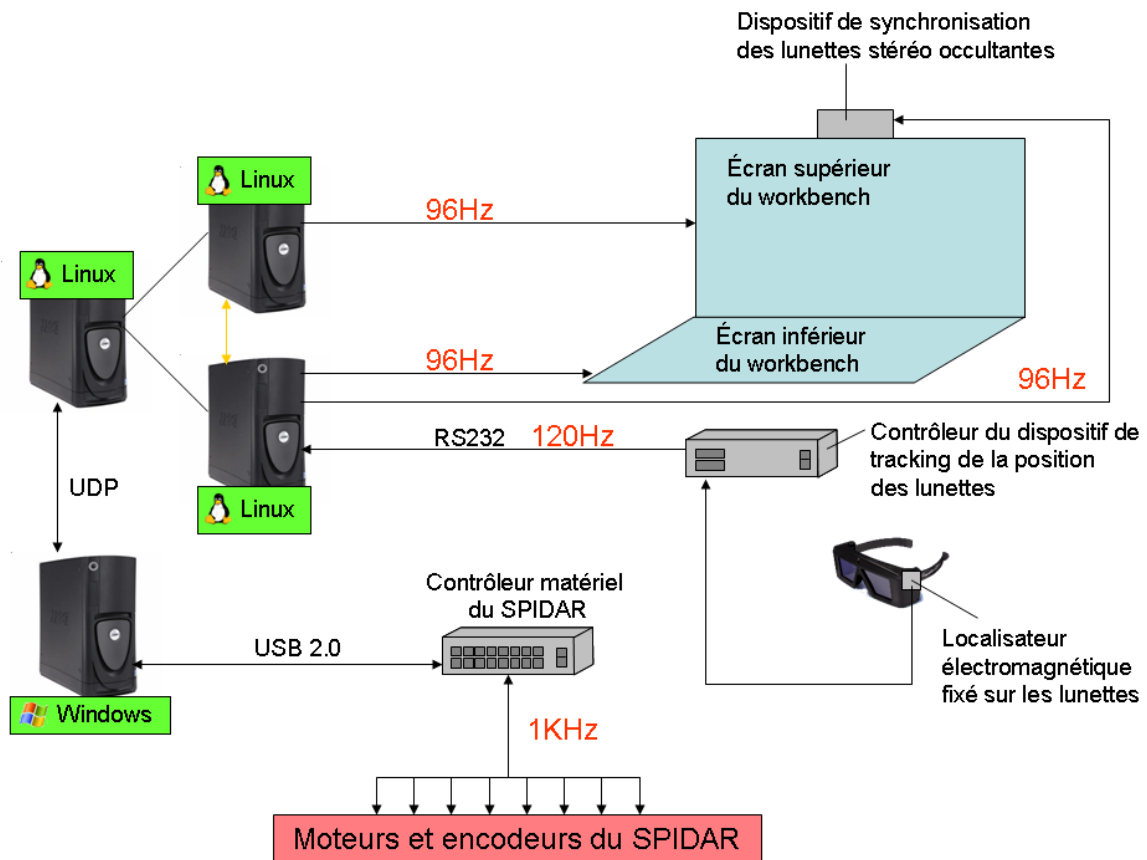 Dispositif de synchronisation
des lunettes stéréo occultantes
Linux
96Hz
Écran supérieur
du workbench
Linux
Écran inférieur
du workbench
96Hz
96Hz
RS232
120Hz
Contrôleur du dispositif de
tracking de la position
des lunettes
UDP
Linux
Contrôleur matériel
du SPIDAR
USB 2.0
Localisateur
électromagnétique
fixé sur les lunettes
Windows
1KHz
Moteurs et encodeurs du SPIDAR